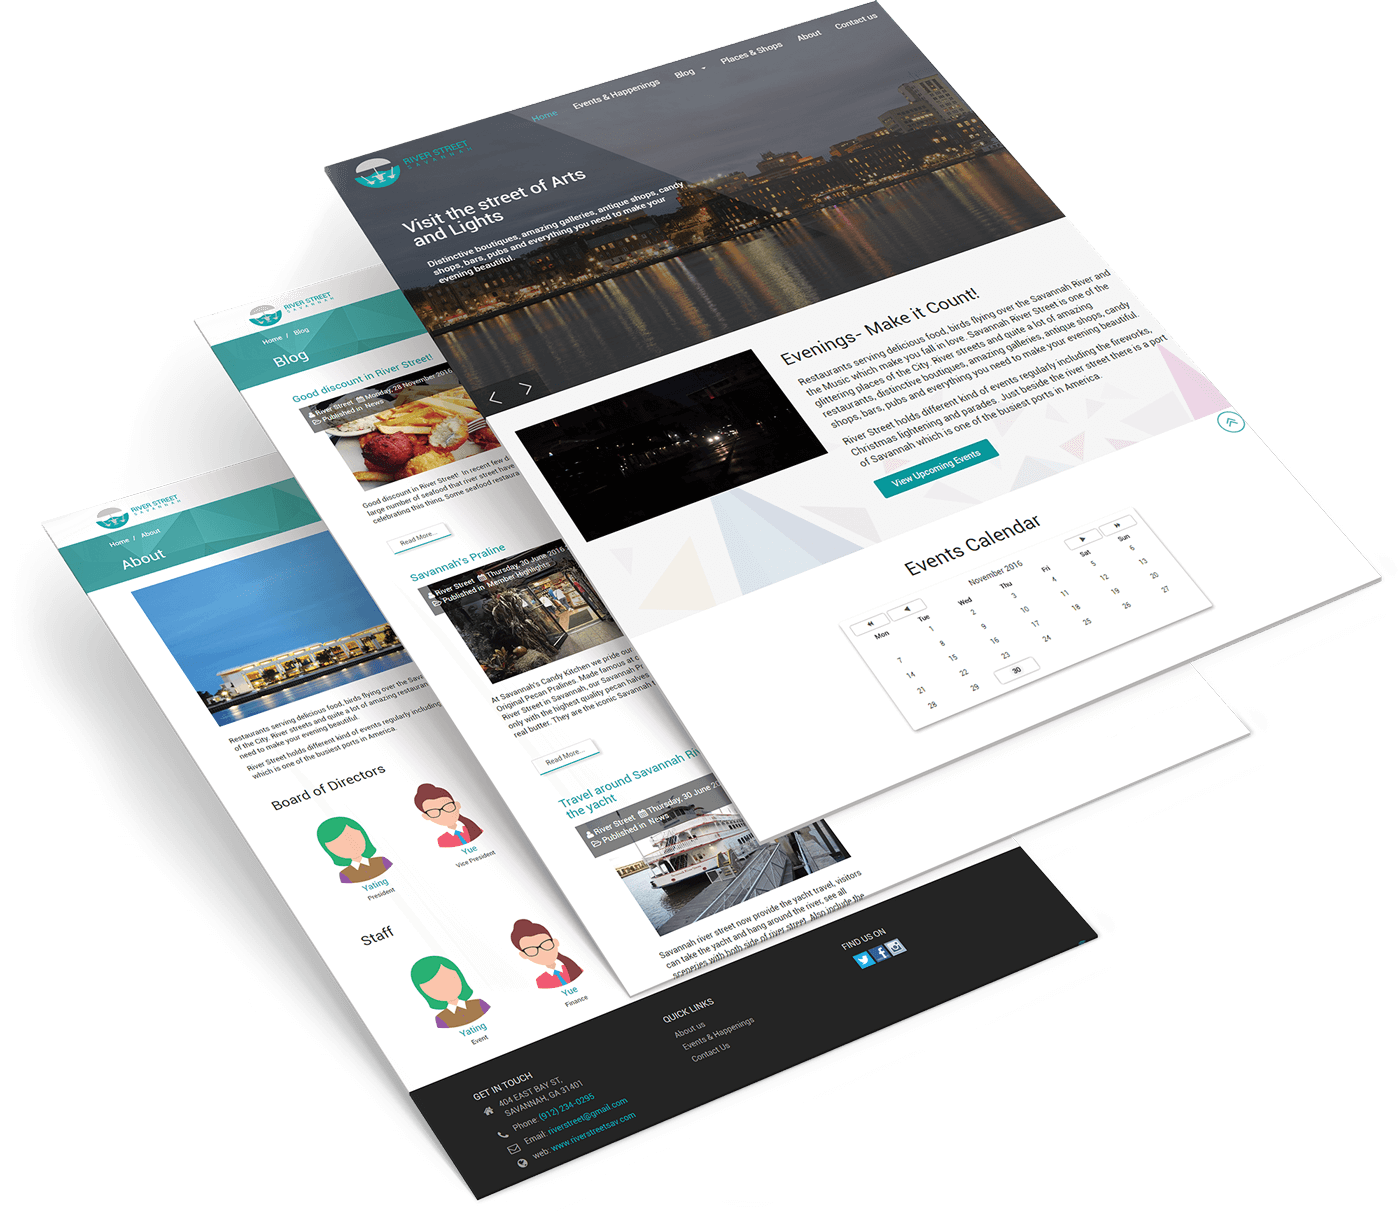 Home
Events & Happenings
Blog
Places & Shops
About
Contact us
RIVER STREET
SAVANNAH
Visit the street of Arts
and Lights
Distinctive boutiques, amazing galleries, antique shops, candy
shops, bars, pubs and everything you need to make your
evening beautiful.
Evenings- Make it Count!
Restaurants serving delicious food, birds flying over the Savannah River and
the Music which make you fall in love. Savannah River Street is one of the
glittering places of the City. River streets and quite a lot of amazing
restaurants, distinctive boutiques, amazing galleries, antique shops, candy
shops, bars, pubs and everything you need to make your evening beautiful.
River Street holds different kind of events regularly including the fireworks,
Christmas lightening and parades. Just beside the river street there is a port
of Savannah which is one of the busiest ports in America.
View Upcoming Events
Events Calendar
November 2016
Mon Tue Wed Thu Fri Sat Sun
1 2 3 4 5 6
7 8 9 10 11 12 13
14 15 16 17 18 19 20
21 22 23 24 25 26 27
28 29 30
RIVER STREET
SAVANNAH
Home / Blog
Blog
Good discount in River Street!
River Street Monday, 28 November 2016
Published in News
Good discount in River Street! In recent few d
large number of seafood that river street have
celebrating this thing, Some seafood restaura
Read More...
Savannah's Praline
River Street Thursday, 30 June 2016
Published in Member Highlights
At Savannah's Candy Kitchen we pride our
Original Pecan Pralines. Made famous at c
River Street in Savannah, our Savannah Pr
only with the highest quality pecan halves
real butter. They are the iconic Savannah t
Read More...
Travel around Savannah Ri
the yacht
River Street Thursday, 30 June 20
Published in News
Savannah river street now provide the yacht travel, visitors
can take the yacht and hang around the river, see all
sceneries with both side of river street. Also include the
RIVER STREET
SAVANNAH
Home / About
About
Restaurants serving delicious food, birds flying over the Sava
of the City. River streets and quite a lot of amazing restauran
need to make your evening beautiful.
River Street holds different kind of events regularly including
which is one of the busiest ports in America.
Board of Directors
Yating
President
Yue
Vice President
Staff
Yating
Event
Yue
Finance
GET IN TOUCH
404 EAST BAY ST,
SAVANNAH, GA 31401
Phone: (912) 234-0295
Email: riverstreet@gmail.com
web: www.riverstreetsav.com
QUICK LINKS
About us
Events & Happenings
Contact Us
FIND US ON